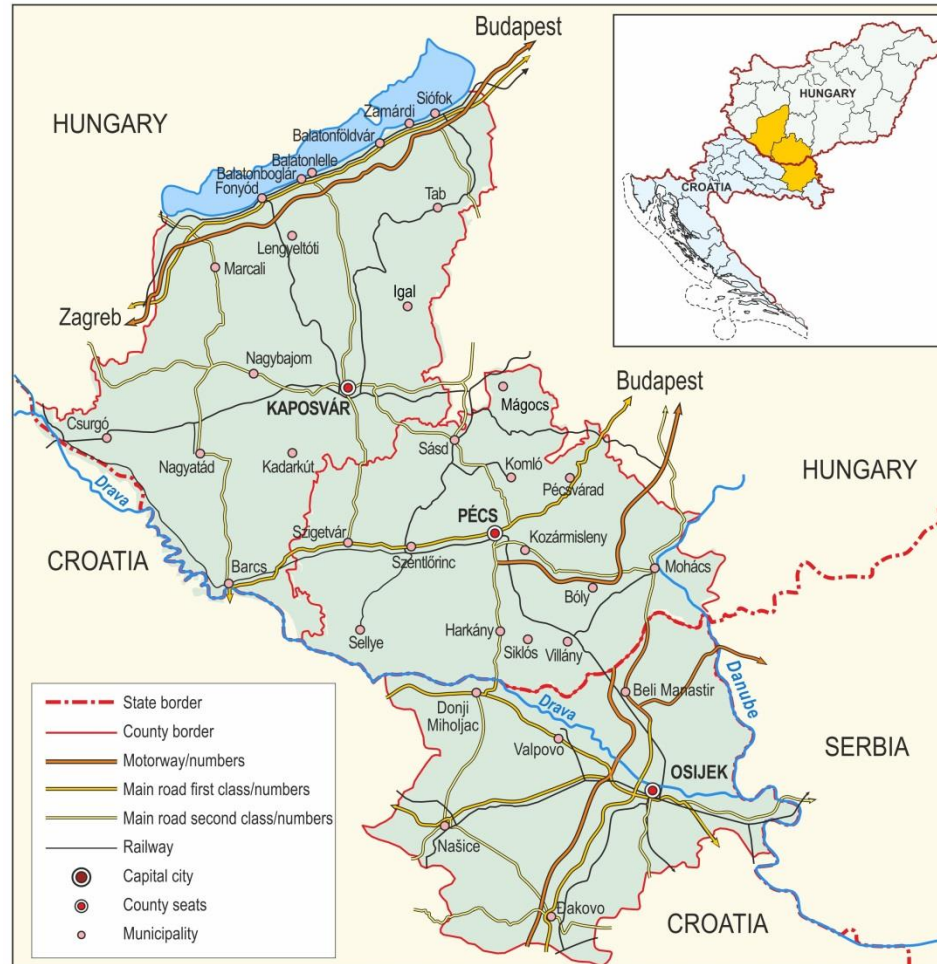 Budapest
HUNGARY
Siófok
Zamárdi
Balatonföldvár
Balatonlelle
Balatonboglár
Fonyód
Tab
Lengyeltóti
Marcali
Igal
Zagreb
Nagybajom
KAPOSVÁR
Csurgó
Nagyatád
Kadarkút
Drava
CROATIA
Barcs
HUNGARY
CROATIA
Budapest
Mágocs
Sásd
Komló
Pécsvárad
HUNGARY
PÉCS
Szigetvár
Szentlőrinc
Kozármisleny
Mohács
Bóly
Sellye
Harkány
Siklós
Villány
Beli Manastir
Danube
Donji
Miholjac
Drava
Valpovo
SERBIA
OSIJEK
Našice
Đakovo
CROATIA
State border
County border
Motorway/numbers
Main road first class/numbers
Main road second class/numbers
Railway
Capital city
County seats
Municipality